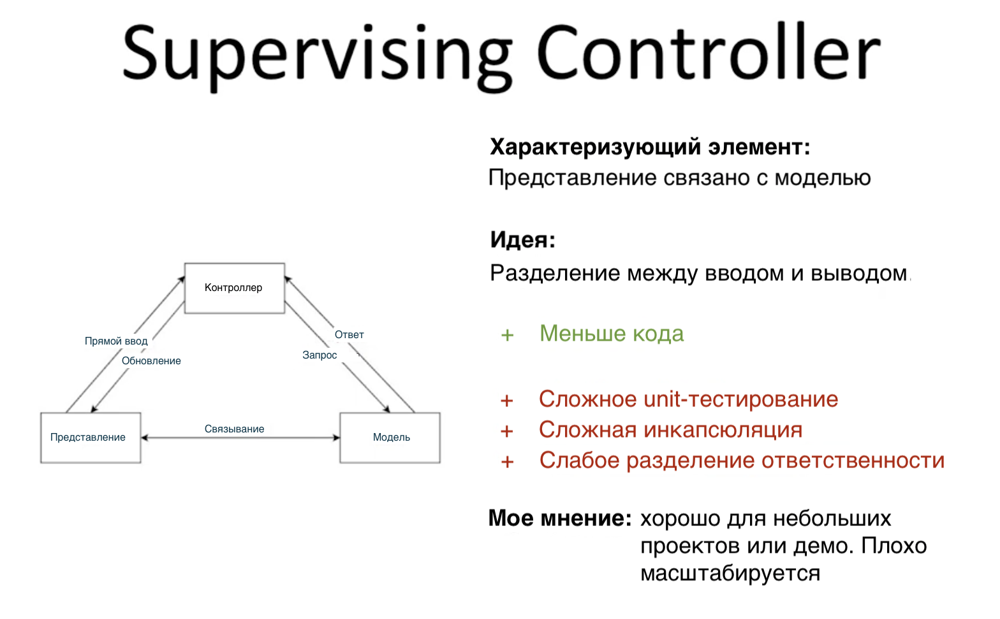 Supervising Controller
Характеризующий элемент:
Представление связано с моделью
Идея:
Разделение между вводом и выводом.
+ Меньше кода
+ Сложное unit-тестирование
+ Сложная инкапсюляция
+ Слабое разделение ответственности
Мое мнение: хорошо для небольших
проектов или демо. Плохо
масштабируется
Контроллер
Прямой ввод
Обновление
Ответ
Запрос
Связывание
Представление
Модель